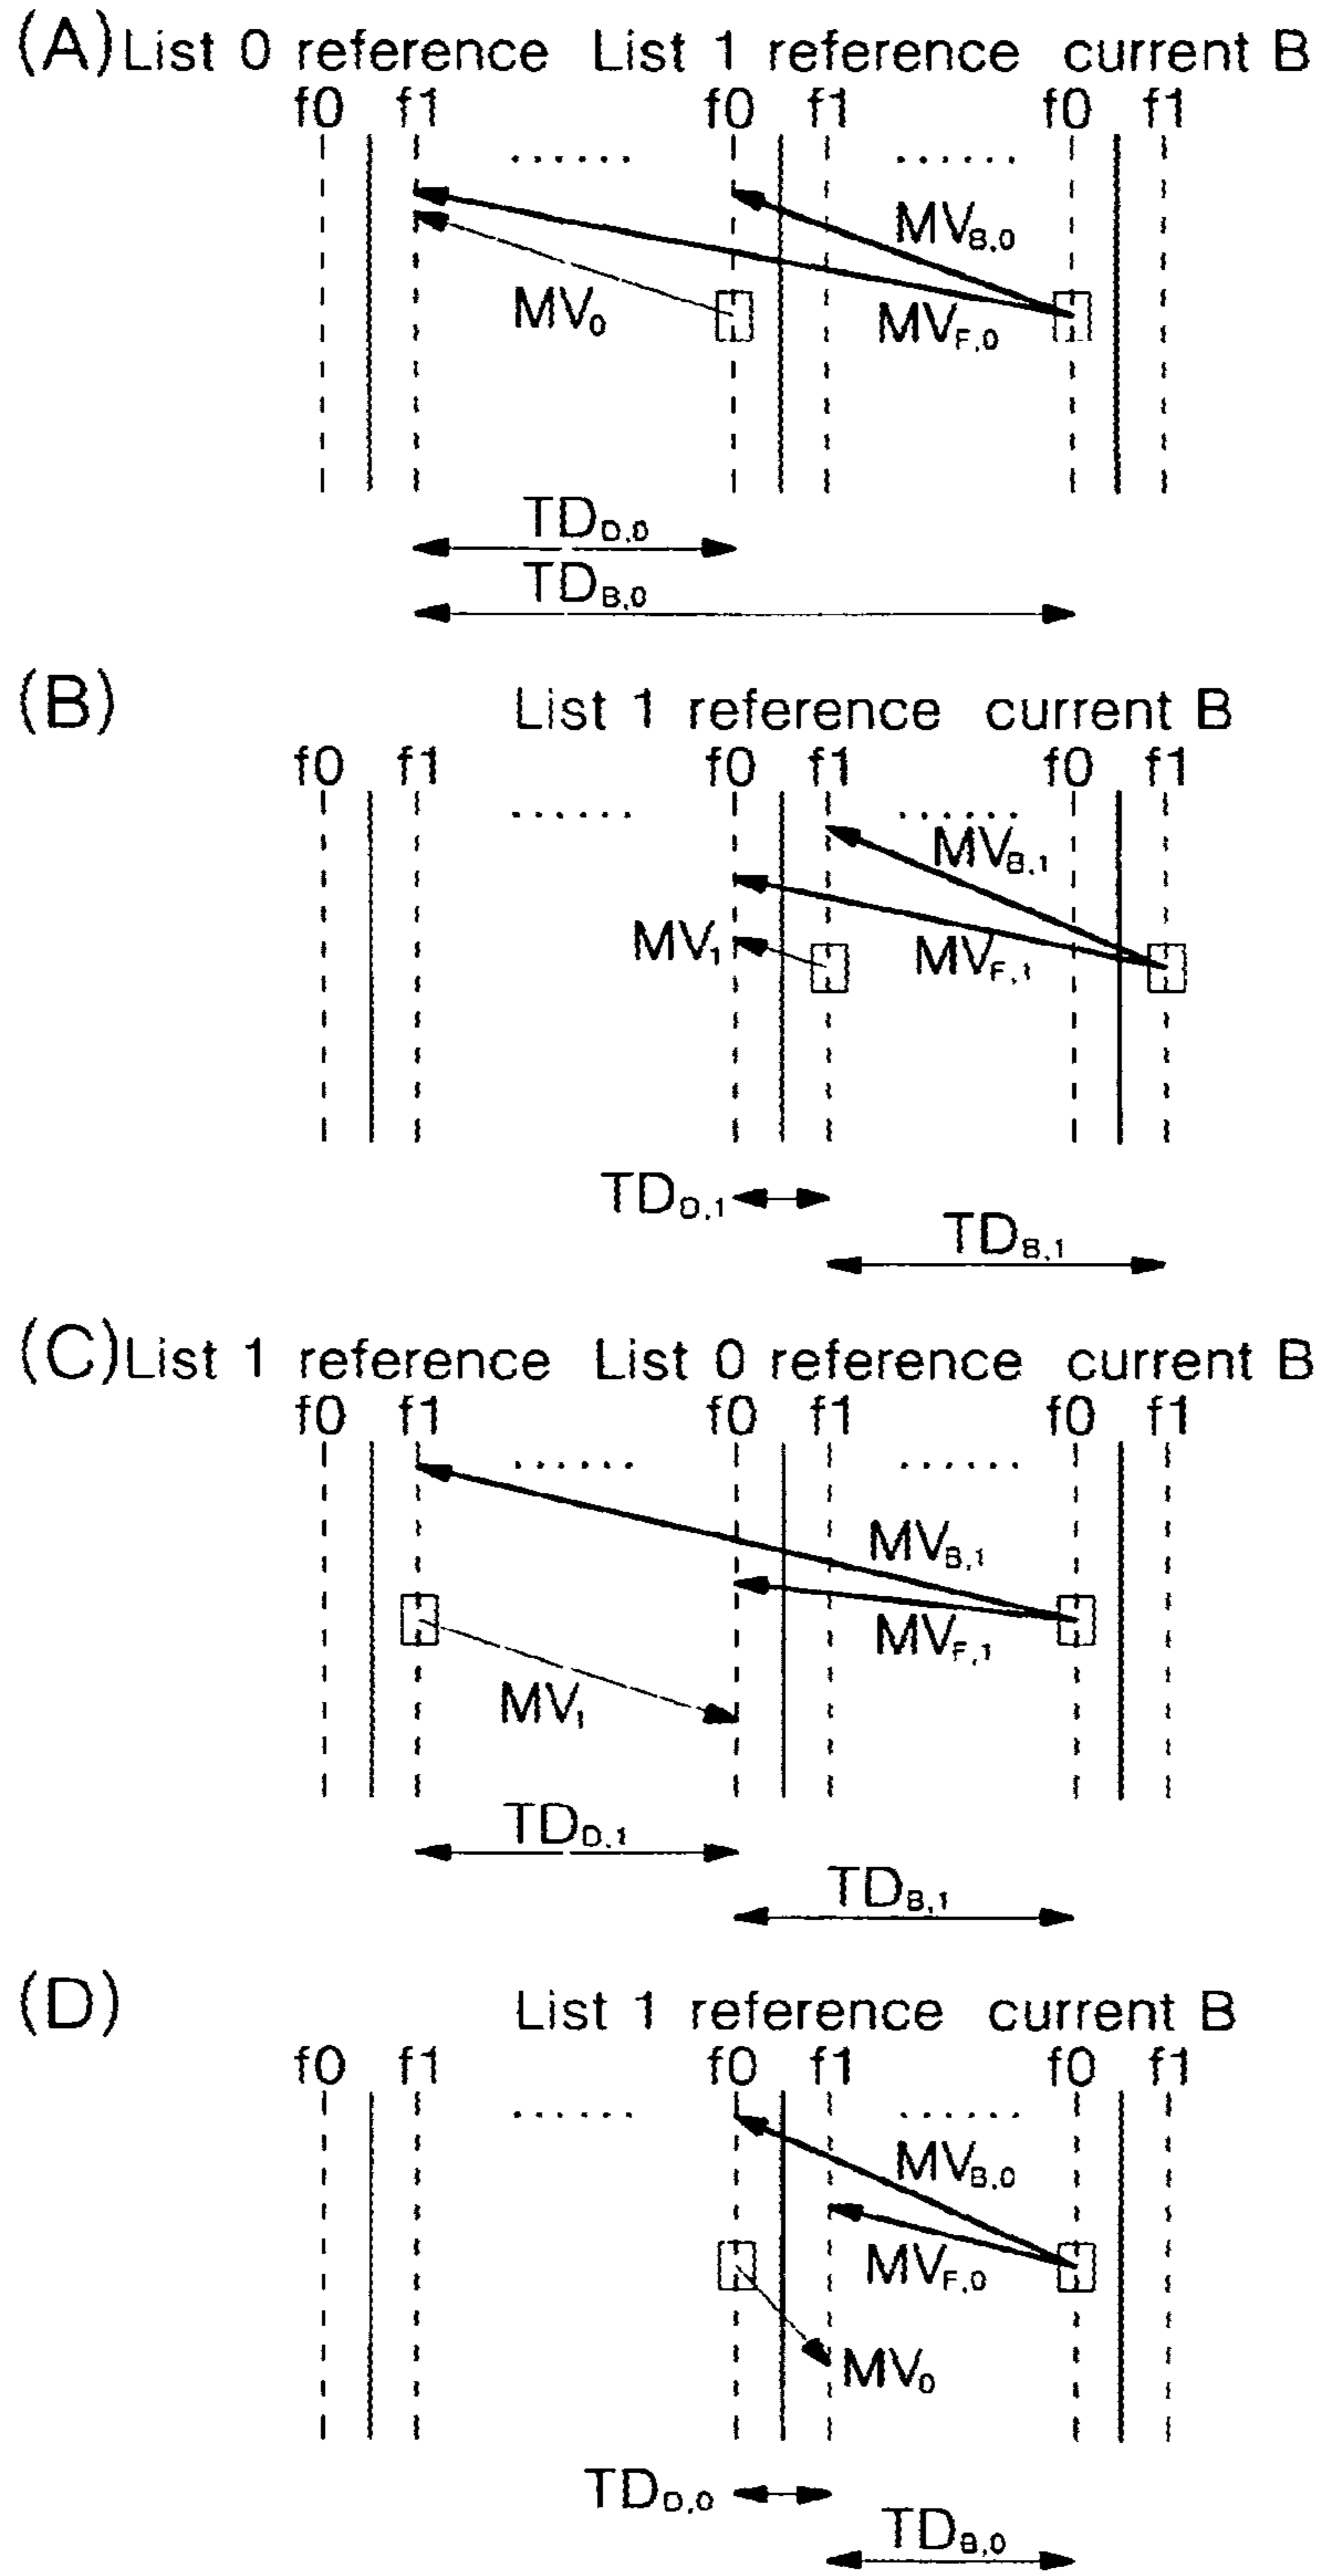 (A) List 0 reference List 1 reference current B
f0 f1 f0 f1 f0 f1
......  ......
MV_B,0
MV_0
MV_F,0
TD_D,0
TD_B,0
(B) List 1 reference current B
f0 f1 f0 f1 f0 f1
......  ......
MV_B,1
MV_1
MV_F,1
TD_D,1
TD_B,1
(C) List 1 reference List 0 reference current B
f0 f1 f0 f1 f0 f1
......  ......
MV_B,1
MV_F,1
MV_1
TD_D,1
TD_B,1
(D) List 1 reference current B
f0 f1 f0 f1 f0 f1
......  ......
MV_B,0
MV_F,0
MV_0
TD_D,0
TD_B,0